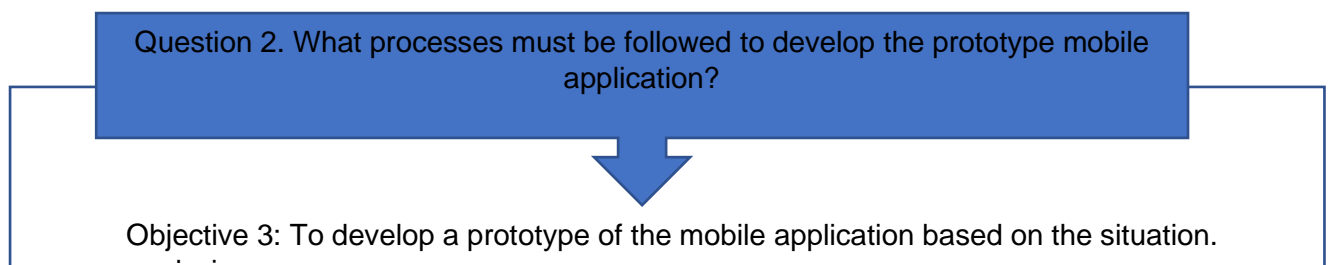 Question 2. What processes must be followed to develop the prototype mobile
application?
Objective 3: To develop a prototype of the mobile application based on the situation.